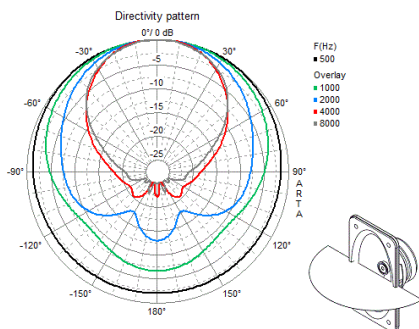 Directivity pattern
0°/ 0 dB
-30°
30°
-5
-60°
60°
-10
-15
-20
-25
-90°
90°
A
R
T
A
-120°
120°
-150°
150°
180°
F(Hz)
500
Overlay
1000
2000
4000
8000